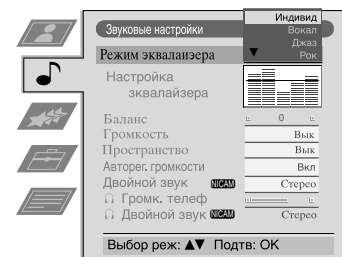 Звуковые настройки
Индивид
Вокал
Джаз
Рок
Режим эквалаиэера
Настройка
эквалайзера
Баланс 0
Громкость Вык
Пространство Вык
Авторег. громкости Вкл
Двойной звук NICAM Стерео
Громк. телеф
Двойной звук NICAM Стерео
Выбор реж: ▲▼ Подтв: OK